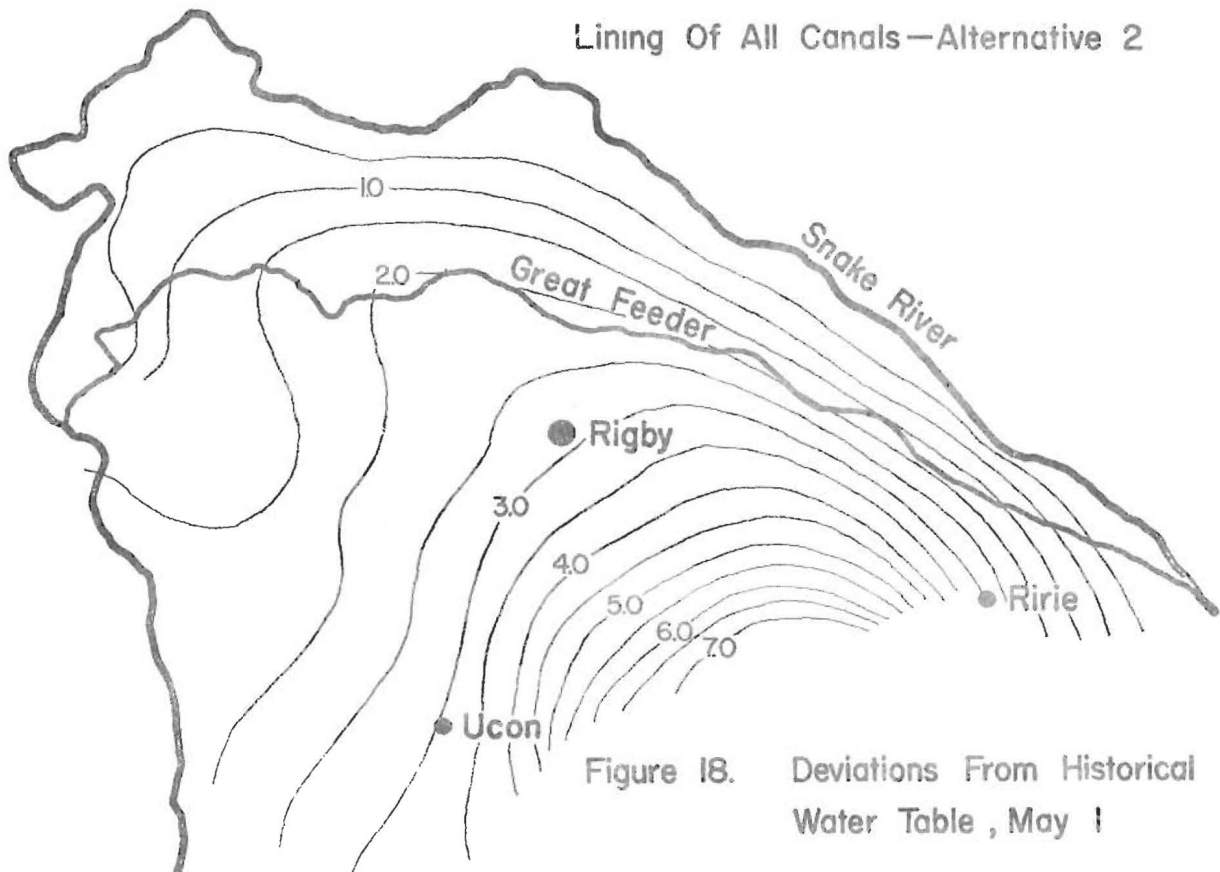 Lining Of All Canals—Alternative 2
1.0
Snake River
2.0
Great Feeder
Rigby
3.0
4.0
5.0
Ririe
6.0
7.0
Ucon
Figure 18. Deviations From Historical
Water Table, May 1